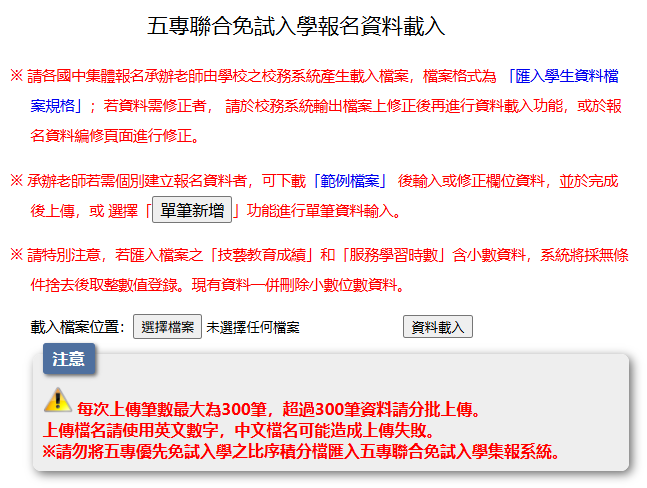 五專聯合免試入學報名資料載入
※ 請各國中集體報名承辦老師由學校之校務系統產生載入檔案，檔案格式為 「匯入學生資料檔
案規格」；若資料需修正者， 請於校務系統輸出檔案上修正後再進行資料載入功能，或於報
名資料編修頁面進行修正。
※ 承辦老師若需個別建立報名資料者，可下載「範例檔案」 後輸入或修正欄位資料，並於完成
後上傳，或 選擇「單筆新增」功能進行單筆資料輸入。
※ 請特別注意，若匯入檔案之「技藝教育成績」和「服務學習時數」含小數資料，系統將採無條
件捨去後取整數值登錄。現有資料一併刪除小數位數資料。
載入檔案位置： 選擇檔案 未選擇任何檔案 資料載入
注意
每次上傳筆數最大為300筆，超過300筆資料請分批上傳。
上傳檔名請使用英文數字，中文檔名可能造成上傳失敗。
※請勿將五專優先免試入學之比序積分檔匯入五專聯合免試入學集報系統。